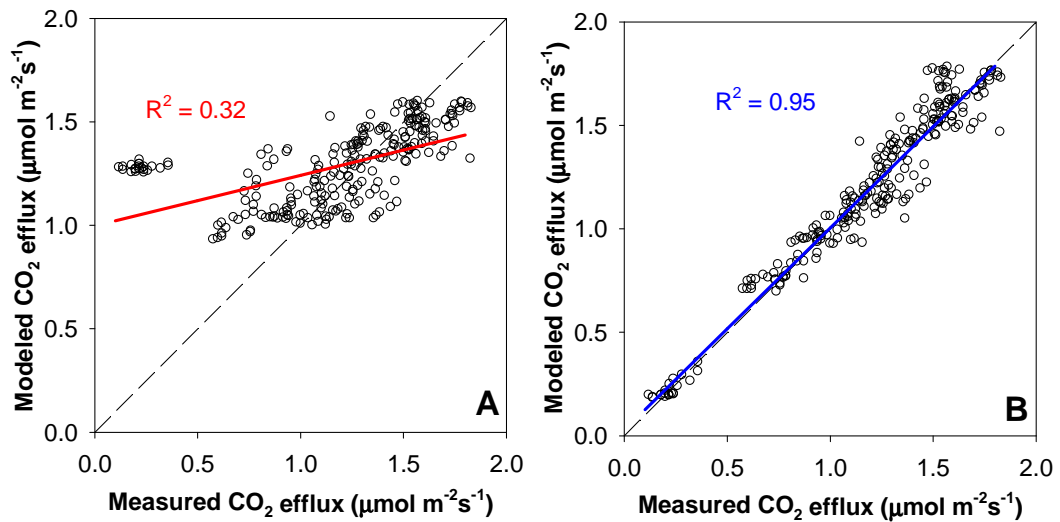 2.0
1.5
1.0
0.5
0.0
Modeled CO₂ efflux (μmol m⁻²s⁻¹)
R² = 0.32
A
0.0 0.5 1.0 1.5 2.0
Measured CO₂ efflux (μmol m⁻²s⁻¹)
2.0
1.5
1.0
0.5
0.0
Modeled CO₂ efflux (μmol m⁻²s⁻¹)
R² = 0.95
B
0.0 0.5 1.0 1.5 2.0
Measured CO₂ efflux (μmol m⁻²s⁻¹)